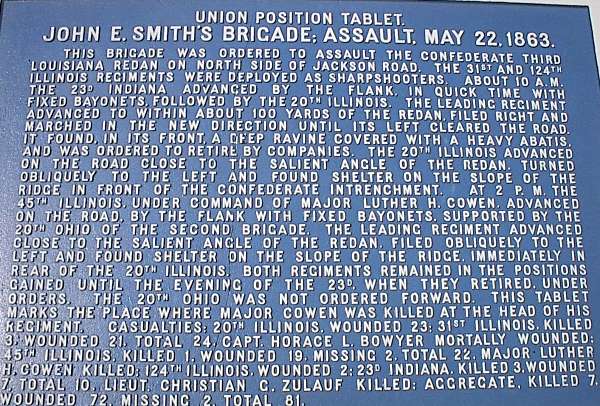 UNION POSITION TABLET.
JOHN E. SMITH'S BRIGADE; ASSAULT, MAY 22, 1863.
THIS BRIGADE WAS ORDERED TO ASSAULT THE CONFEDERATE THIRD
LOUISIANA REDAN ON NORTH SIDE OF JACKSON ROAD. THE 31ST AND 124TH
ILLINOIS REGIMENTS WERE DEPLOYED AS SHARPSHOOTERS. ABOUT 10 A.M.
THE 23D INDIANA ADVANCED BY THE FLANK, IN QUICK TIME WITH
FIXED BAYONETS, FOLLOWED BY THE 20TH ILLINOIS. THE LEADING REGIMENT
ADVANCED TO WITHIN ABOUT 100 YARDS OF THE REDAN, FILED RIGHT AND
MARCHED IN THE NEW DIRECTION UNTIL ITS LEFT CLEARED THE ROAD.
IT FOUND, IN ITS FRONT, A DEEP RAVINE COVERED WITH A HEAVY ABATIS,
AND WAS ORDERED TO RETIRE BY COMPANIES. THE 20TH ILLINOIS ADVANCED
ON THE ROAD CLOSE TO THE SALIENT ANGLE OF THE REDAN, TURNED
OBLIQUELY TO THE LEFT AND FOUND SHELTER ON THE SLOPE OF THE
RIDGE IN FRONT OF THE CONFEDERATE INTRENCHMENT. AT 2 P.M. THE
45TH ILLINOIS, UNDER COMMAND OF MAJOR LUTHER H. COWEN, ADVANCED
ON THE ROAD, BY THE FLANK WITH FIXED BAYONETS, SUPPORTED BY THE
20TH OHIO OF THE SECOND BRIGADE. THE LEADING REGIMENT ADVANCED
CLOSE TO THE SALIENT ANGLE OF THE REDAN, FILED OBLIQUELY TO THE
LEFT AND FOUND SHELTER ON THE SLOPE OF THE RIDGE, IMMEDIATELY IN
REAR OF THE 20TH ILLINOIS. BOTH REGIMENTS REMAINED IN THE POSITIONS
GAINED UNTIL THE EVENING OF THE 23D, WHEN THEY RETIRED, UNDER
ORDERS. THE 20TH OHIO WAS NOT ORDERED FORWARD. THIS TABLET
MARKS THE PLACE WHERE MAJOR COWEN WAS KILLED AT THE HEAD OF HIS
REGIMENT. CASUALTIES: 20TH ILLINOIS, WOUNDED 23; 31ST ILLINOIS, KILLED
3, WOUNDED 21, TOTAL 24, CAPT. HORACE L. BOWYER MORTALLY WOUNDED;
45TH ILLINOIS, KILLED 1, WOUNDED 19, MISSING 2, TOTAL 22, MAJOR LUTHER
H. COWEN KILLED; 124TH ILLINOIS, WOUNDED 2; 23D INDIANA, KILLED 3, WOUNDED
7, TOTAL 10, LIEUT. CHRISTIAN G. ZULAUF KILLED; AGGREGATE, KILLED 7,
WOUNDED 72, MISSING 2, TOTAL 81.